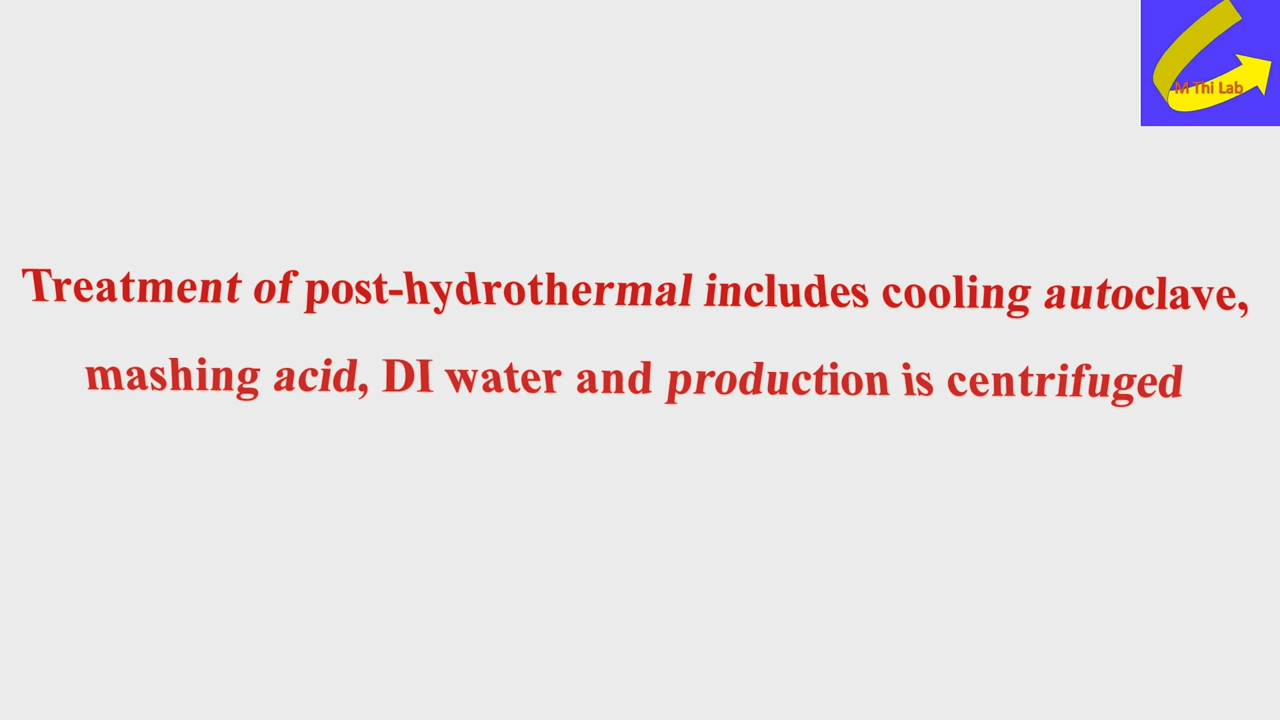 M Thi Lab
Treatment of post-hydrothermal includes cooling autoclave,
mashing acid, DI water and production is centrifuged